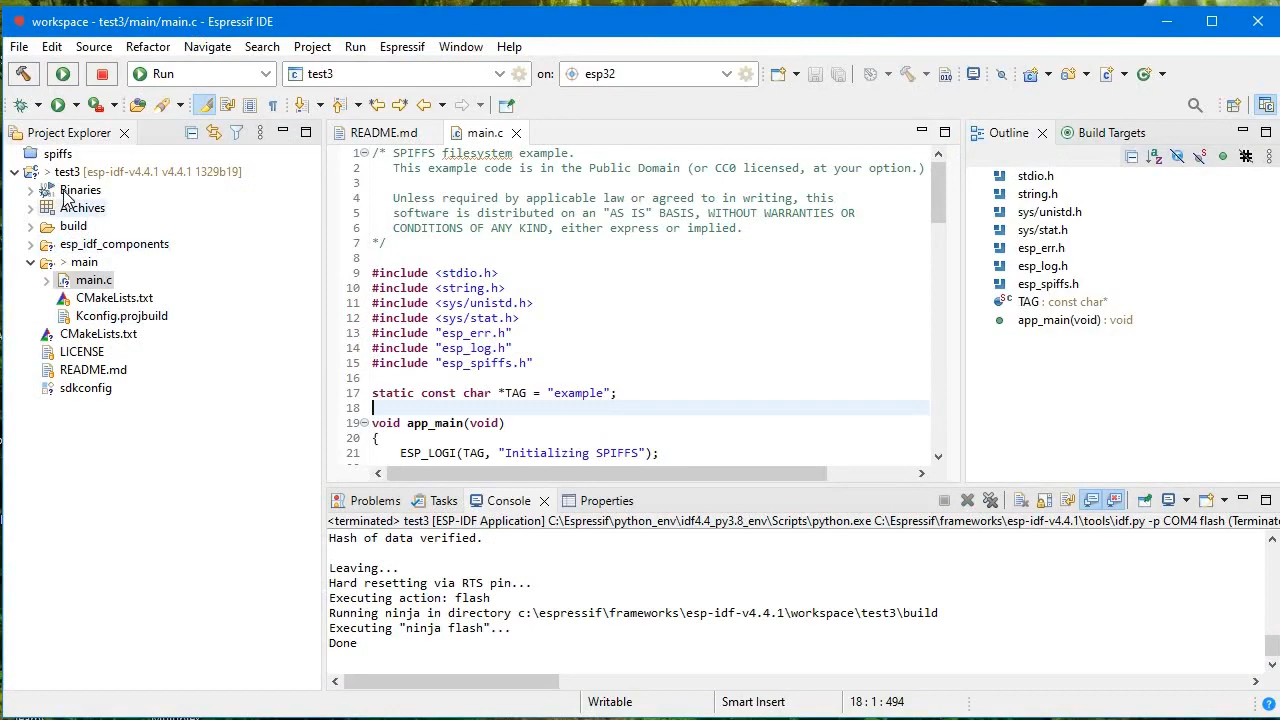 workspace - test3/main/main.c - Espressif IDE
File Edit Source Refactor Navigate Search Project Run Espressif Window Help
Run test3 on: esp32
Project Explorer
spiffs
> test3 [esp-idf-v4.4.1 v4.4.1 1329b19]
Binaries
Archives
build
esp_idf_components
> main
main.c
CMakeLists.txt
Kconfig.projbuild
CMakeLists.txt
LICENSE
README.md
sdkconfig
README.md main.c
1 /* SPIFFS filesystem example.
2 This example code is in the Public Domain (or CC0 licensed, at your option.)
3
4 Unless required by applicable law or agreed to in writing, this
5 software is distributed on an "AS IS" BASIS, WITHOUT WARRANTIES OR
6 CONDITIONS OF ANY KIND, either express or implied.
7 */
8
9 #include <stdio.h>
10 #include <string.h>
11 #include <sys/unistd.h>
12 #include <sys/stat.h>
13 #include "esp_err.h"
14 #include "esp_log.h"
15 #include "esp_spiffs.h"
16
17 static const char *TAG = "example";
18
19 void app_main(void)
20 {
21 ESP_LOGI(TAG, "Initializing SPIFFS");
Outline Build Targets
stdio.h
string.h
sys/unistd.h
sys/stat.h
esp_err.h
esp_log.h
esp_spiffs.h
TAG : const char*
app_main(void) : void
Problems Tasks Console Properties
<terminated> test3 [ESP-IDF Application] C:\Espressif\python_env\idf4.4_py3.8_env\Scripts\python.exe C:\Espressif\frameworks\esp-idf-v4.4.1\tools\idf.py -p COM4 flash (Termina
Hash of data verified.
Leaving...
Hard resetting via RTS pin...
Executing action: flash
Running ninja in directory c:\espressif\frameworks\esp-idf-v4.4.1\workspace\test3\build
Executing "ninja flash"...
Done
Writable Smart Insert 18 : 1 : 494